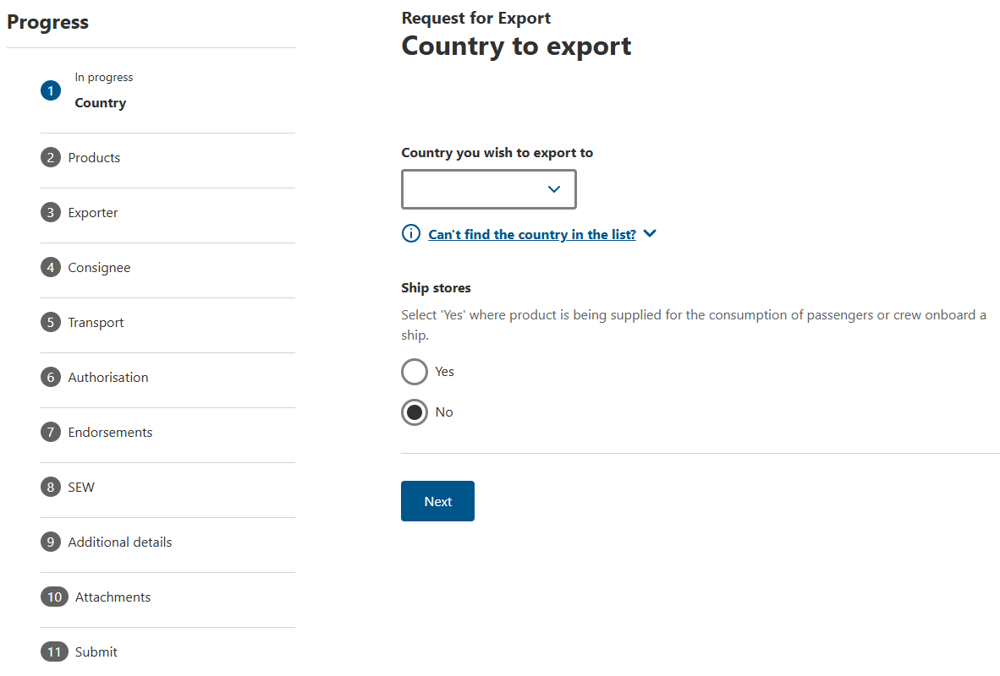 Progress
In progress
1
Country
2 Products
3 Exporter
4 Consignee
5 Transport
6 Authorisation
7 Endorsements
8 SEW
9 Additional details
10 Attachments
11 Submit
Request for Export
Country to export
Country you wish to export to
Can't find the country in the list?
Ship stores
Select 'Yes' where product is being supplied for the consumption of passengers or crew onboard a
ship.
Yes
No
Next